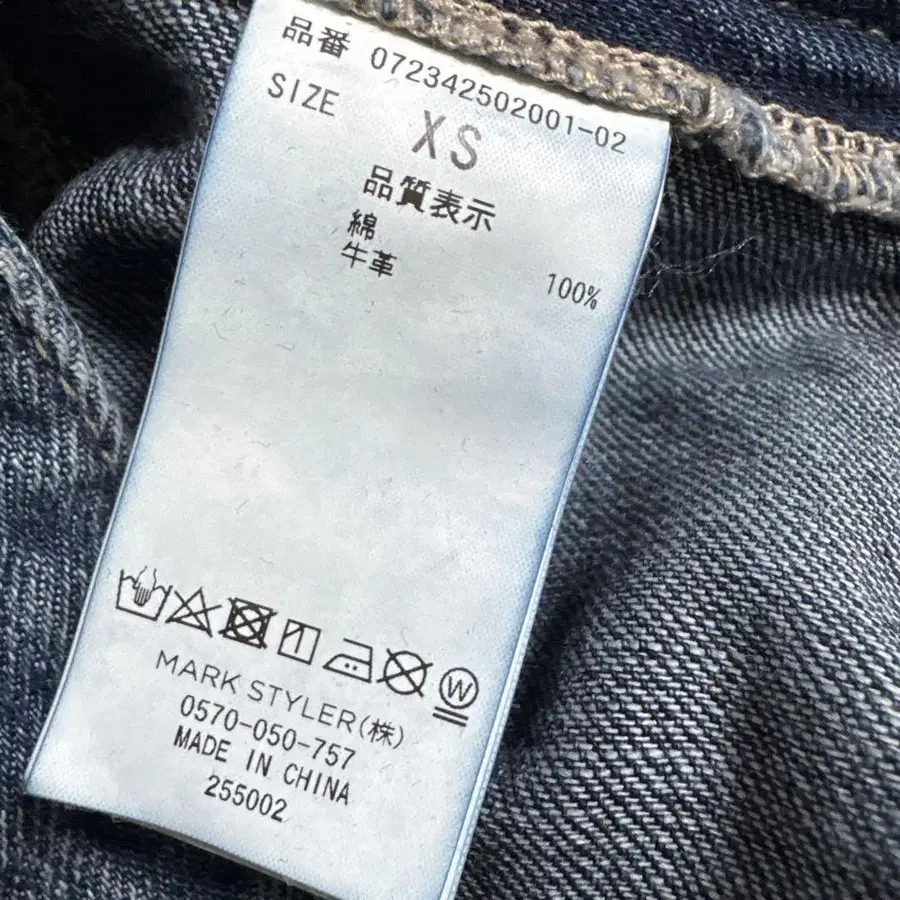 品番 072342502001-02
SIZE XS
品質表示
綿 100%
牛革
W
MARK STYLER(株)
0570-050-757
MADE IN CHINA
255002